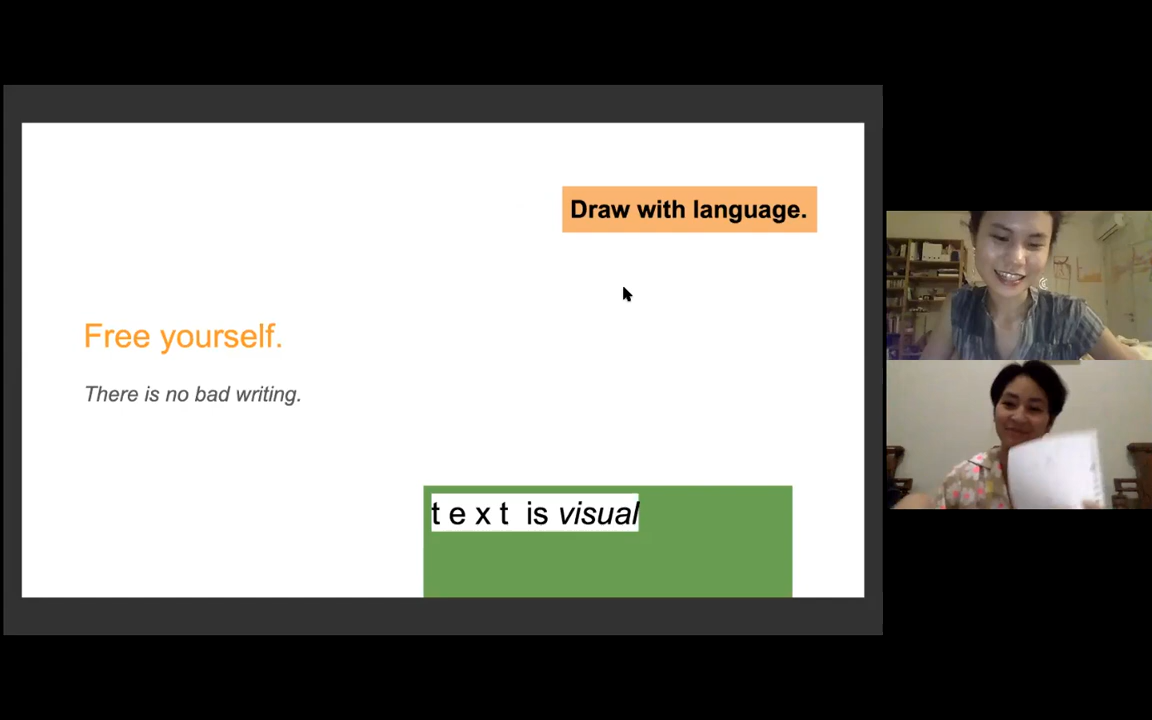 Draw with language.
Free yourself.
There is no bad writing.
t e x t  is visual